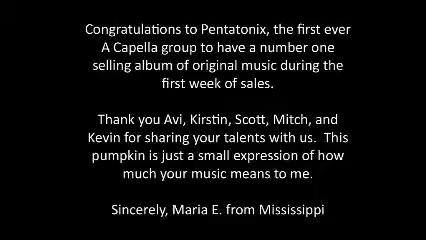 Congratulations to Pentatonix, the first ever
A Capella group to have a number one
selling album of original music during the
first week of sales.
Thank you Avi, Kirstin, Scott, Mitch, and
Kevin for sharing your talents with us.  This
pumpkin is just a small expression of how
much your music means to me.
Sincerely, Maria E. from Mississippi